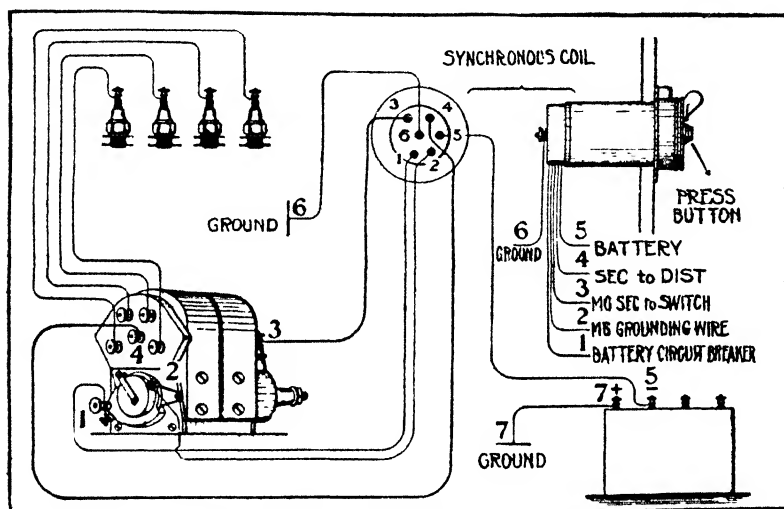 SYNCHRONOUS COIL
3 4
6 5
1 2
PRESS
BUTTON
6
GROUND
6
GROUND
5 BATTERY
4 SEC to DIST
3 MG SEC to SWITCH
2 MG GROUNDING WIRE
1 BATTERY CIRCUIT BREAKER
3
4 2
1
7+ 5
7
GROUND